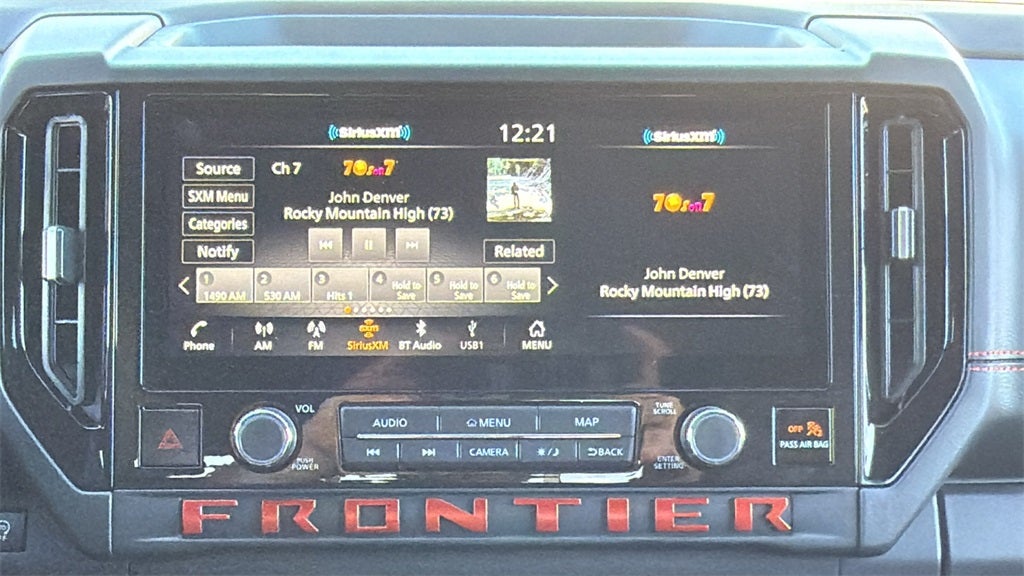 SiriusXM
12:21
SiriusXM
Source
Ch 7
70s on 7
SXM Menu
John Denver
Rocky Mountain High (73)
Categories
Notify
Related
70s on 7
John Denver
Rocky Mountain High (73)
1
1490 AM
2
530 AM
3
Hits 1
4
Hold to
Save
5
Hold to
Save
6
Hold to
Save
Phone
AM
FM
SXM
SiriusXM
BT Audio
USB1
MENU
VOL
PUSH
POWER
AUDIO
MENU
MAP
CAMERA
BACK
TUNE
SCROLL
ENTER
SETTING
OFF
PASS AIR BAG
FRONTIER